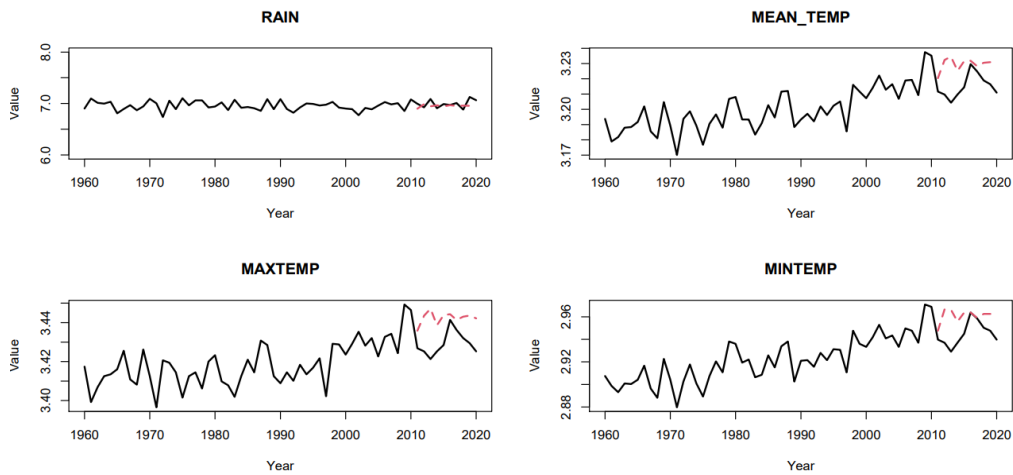 RAIN
Value
8.0
7.0
6.0
1960 1970 1980 1990 2000 2010 2020
Year
MEAN_TEMP
Value
3.23
3.20
3.17
1960 1970 1980 1990 2000 2010 2020
Year
MAXTEMP
Value
3.44
3.42
3.40
1960 1970 1980 1990 2000 2010 2020
Year
MINTEMP
Value
2.96
2.92
2.88
1960 1970 1980 1990 2000 2010 2020
Year